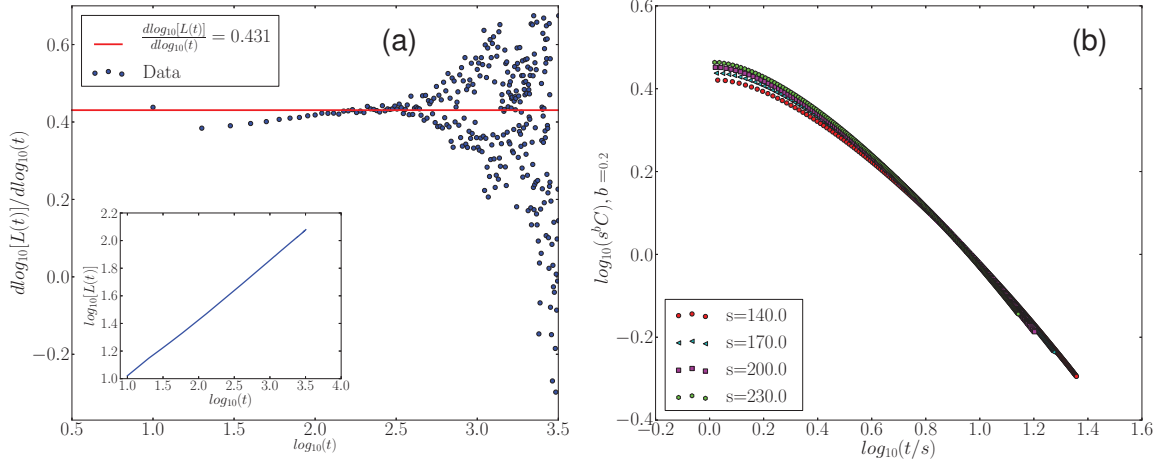 (a)
dlog₁₀[L(t)]/dlog₁₀(t) = 0.431
Data
dlog₁₀[L(t)]/dlog₁₀(t)
0.6
0.4
0.2
0.0
−0.2
0.5 1.0 1.5 2.0 2.5 3.0 3.5
log₁₀(t)
log₁₀[L(t)]
2.2
2.0
1.8
1.6
1.4
1.2
1.0
1.0 1.5 2.0 2.5 3.0 3.5 4.0
log₁₀(t)
(b)
log₁₀(sᵇC), b =0.2
0.6
0.4
0.2
0.0
−0.2
−0.4
s=140.0
s=170.0
s=200.0
s=230.0
−0.2 0.0 0.2 0.4 0.6 0.8 1.0 1.2 1.4 1.6
log₁₀(t/s)